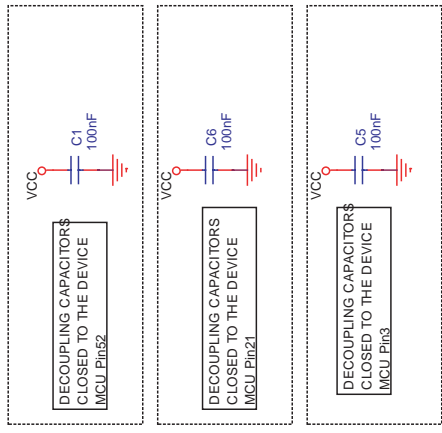 VCC
C1
100nF
DECOUPLING CAPACITORS
CLOSED TO THE DEVICE
MCU Pin52
VCC
C6
100nF
DECOUPLING CAPACITORS
CLOSED TO THE DEVICE
MCU Pin21
VCC
C5
100nF
DECOUPLING CAPACITORS
CLOSED TO THE DEVICE
MCU Pin3